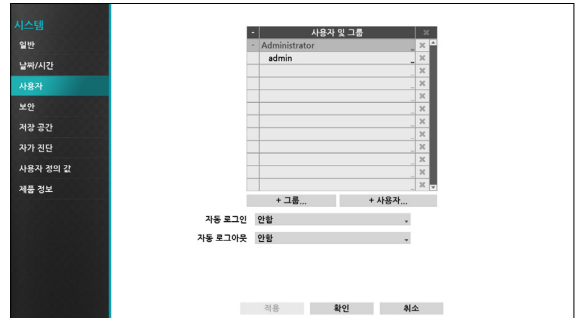 시스템
일반
날짜/시간
사용자
보안
저장 공간
자가 진단
사용자 정의 값
제품 정보
- 사용자 및 그룹
- Administrator ...
admin ...
+ 그룹...
+ 사용자...
자동 로그인 안함
자동 로그아웃 안함
적용
확인
취소